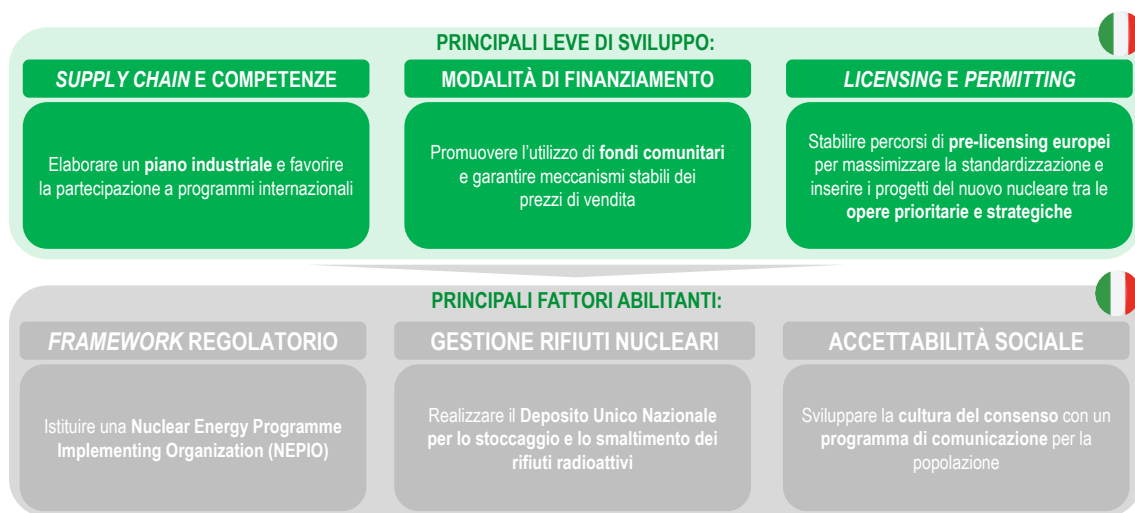 PRINCIPALI LEVE DI SVILUPPO:
SUPPLY CHAIN E COMPETENZE
Elaborare un piano industriale e favorire
la partecipazione a programmi internazionali
MODALITÀ DI FINANZIAMENTO
Promuovere l’utilizzo di fondi comunitari
e garantire meccanismi stabili dei
prezzi di vendita
LICENSING E PERMITTING
Stabilire percorsi di pre-licensing europei
per massimizzare la standardizzazione e
inserire i progetti del nuovo nucleare tra le
opere prioritarie e strategiche
PRINCIPALI FATTORI ABILITANTI:
FRAMEWORK REGOLATORIO
Istituire una Nuclear Energy Programme
Implementing Organization (NEPIO)
GESTIONE RIFIUTI NUCLEARI
Realizzare il Deposito Unico Nazionale
per lo stoccaggio e lo smaltimento dei
rifiuti radioattivi
ACCETTABILITÀ SOCIALE
Sviluppare la cultura del consenso con un
programma di comunicazione per la
popolazione